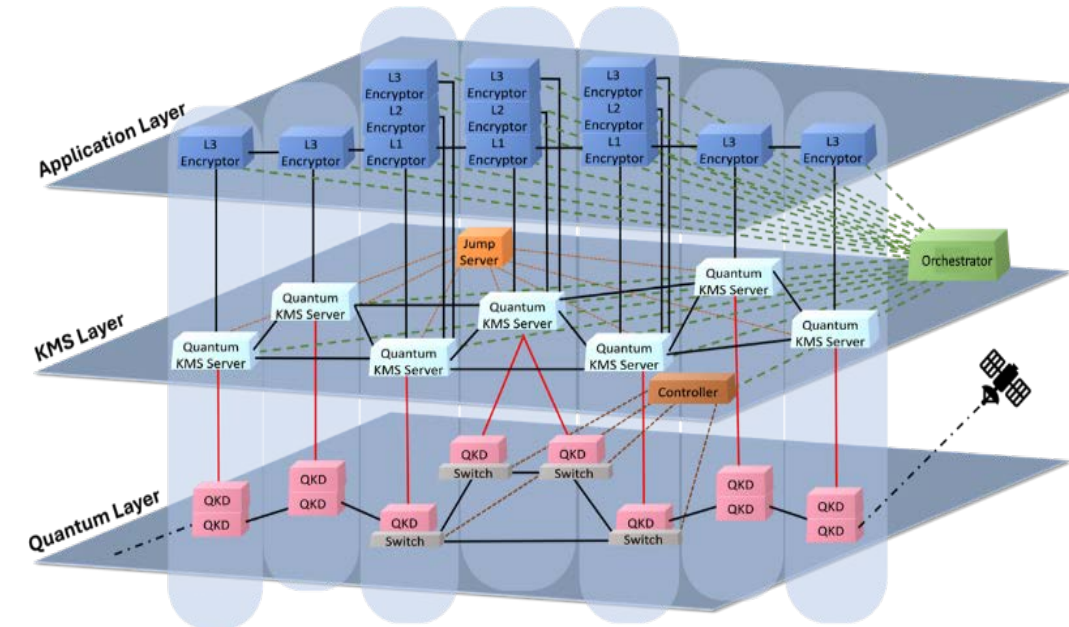 Application Layer
L3
Encryptor
L2
Encryptor
L1
Encryptor
L3
Encryptor
L2
Encryptor
L1
Encryptor
L3
Encryptor
L2
Encryptor
L1
Encryptor
L3
Encryptor
L3
Encryptor
L3
Encryptor
L3
Encryptor
KMS Layer
Jump
Server
Orchestrator
Quantum
KMS Server
Quantum
KMS Server
Quantum
KMS Server
Quantum
KMS Server
Quantum
KMS Server
Quantum
KMS Server
Quantum
KMS Server
Controller
Quantum Layer
QKD
Switch
QKD
Switch
QKD
QKD
QKD
QKD
QKD
QKD
QKD
QKD
QKD
Switch
QKD
Switch